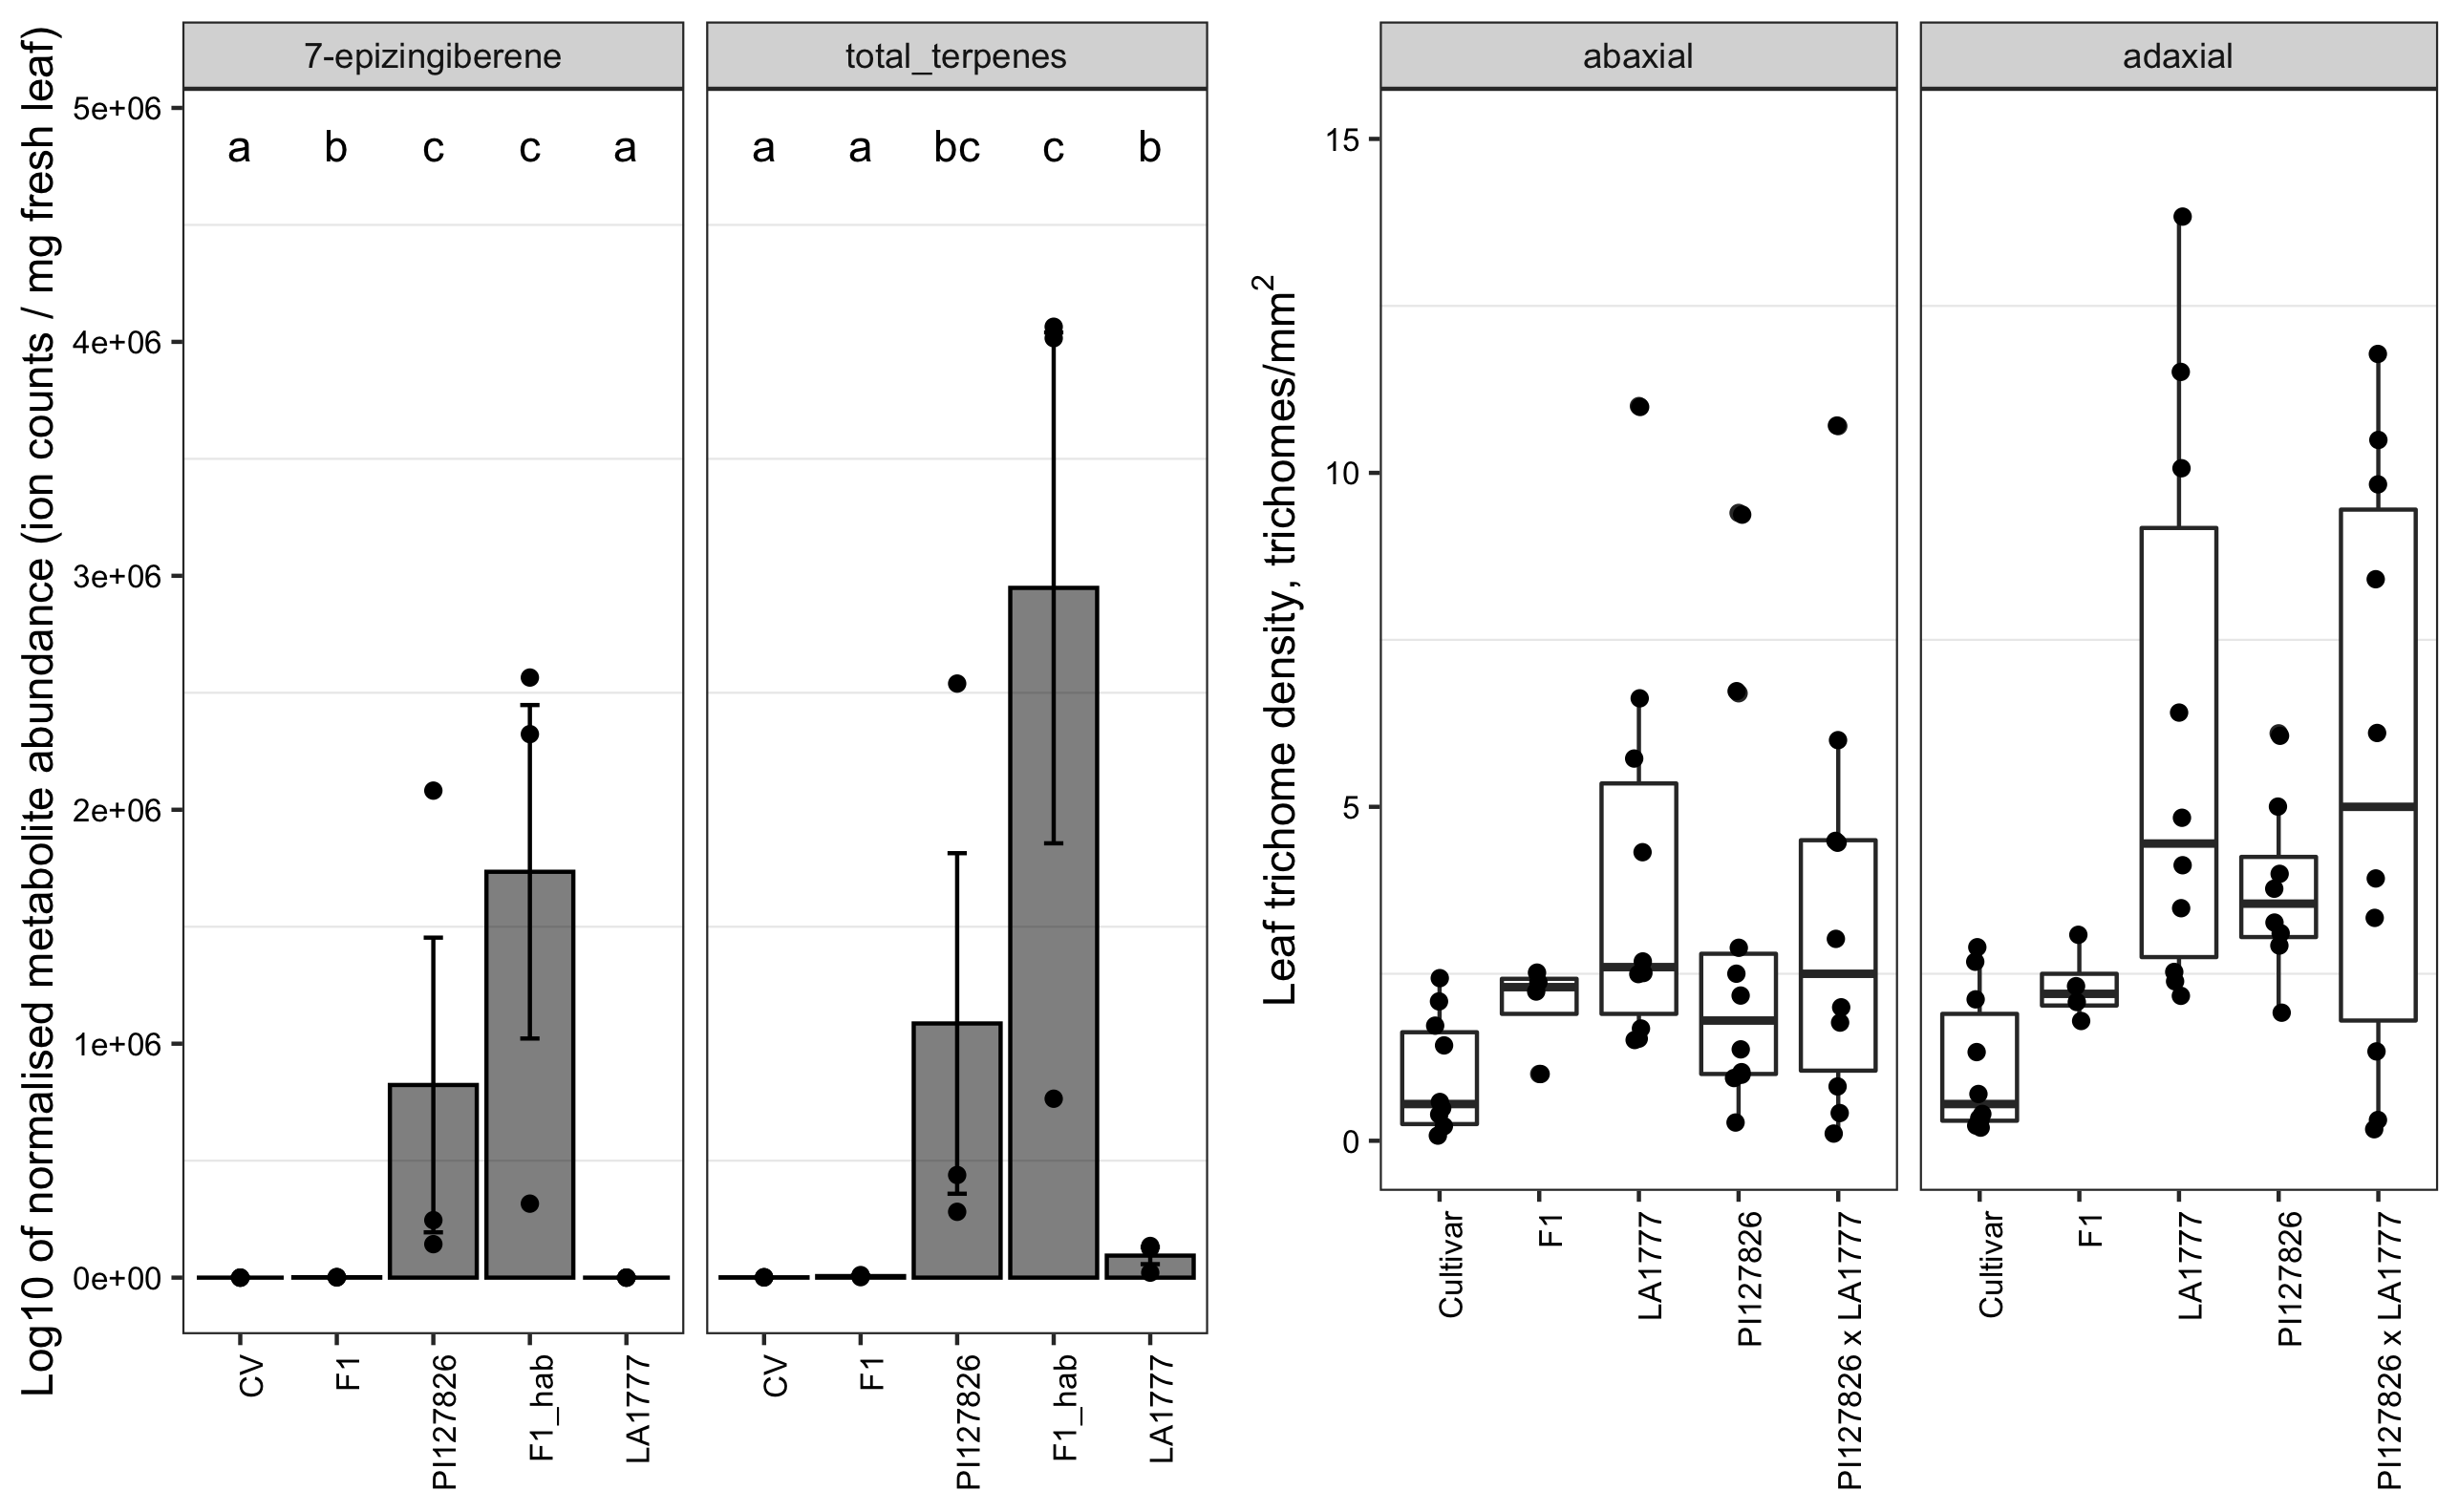 Log10 of normalised metabolite abundance (ion counts / mg fresh leaf)
7-epizingiberene
total_terpenes
5e+06
4e+06
3e+06
2e+06
1e+06
0e+00
a b c c a
a a bc c b
CV
F1
PI127826
F1_hab
LA1777
CV
F1
PI127826
F1_hab
LA1777
Leaf trichome density, trichomes/mm²
abaxial
adaxial
15
10
5
0
Cultivar
F1
LA1777
PI127826
PI127826 x LA1777
Cultivar
F1
LA1777
PI127826
PI127826 x LA1777